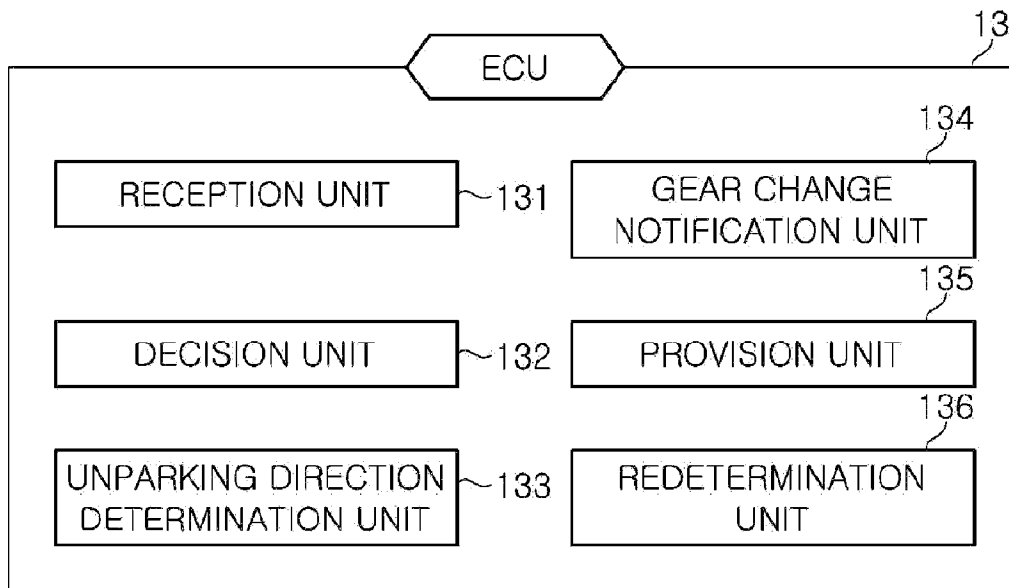 13
ECU
134
RECEPTION UNIT
131
GEAR CHANGE
NOTIFICATION UNIT
135
DECISION UNIT
132
PROVISION UNIT
136
UNPARKING DIRECTION
DETERMINATION UNIT
133
REDETERMINATION
UNIT